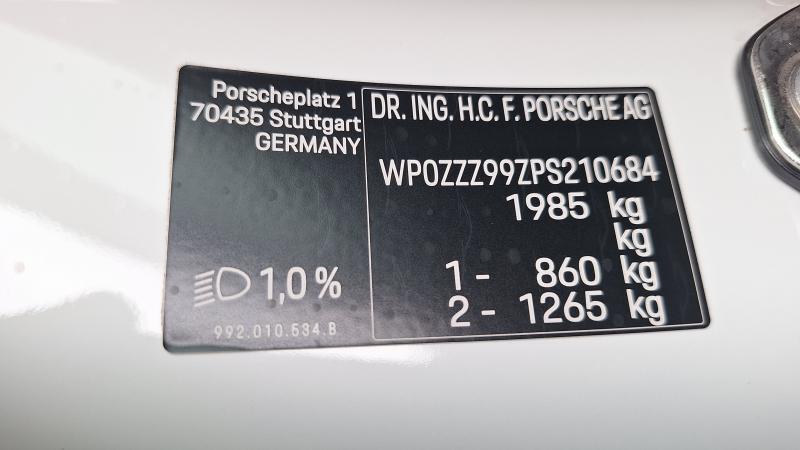 Porscheplatz 1
70435 Stuttgart
GERMANY
1,0 %
992.010.534.B
DR. ING. H.C. F. PORSCHE AG
WP0ZZZ99ZPS210684
1985 kg
kg
1 - 860 kg
2 - 1265 kg